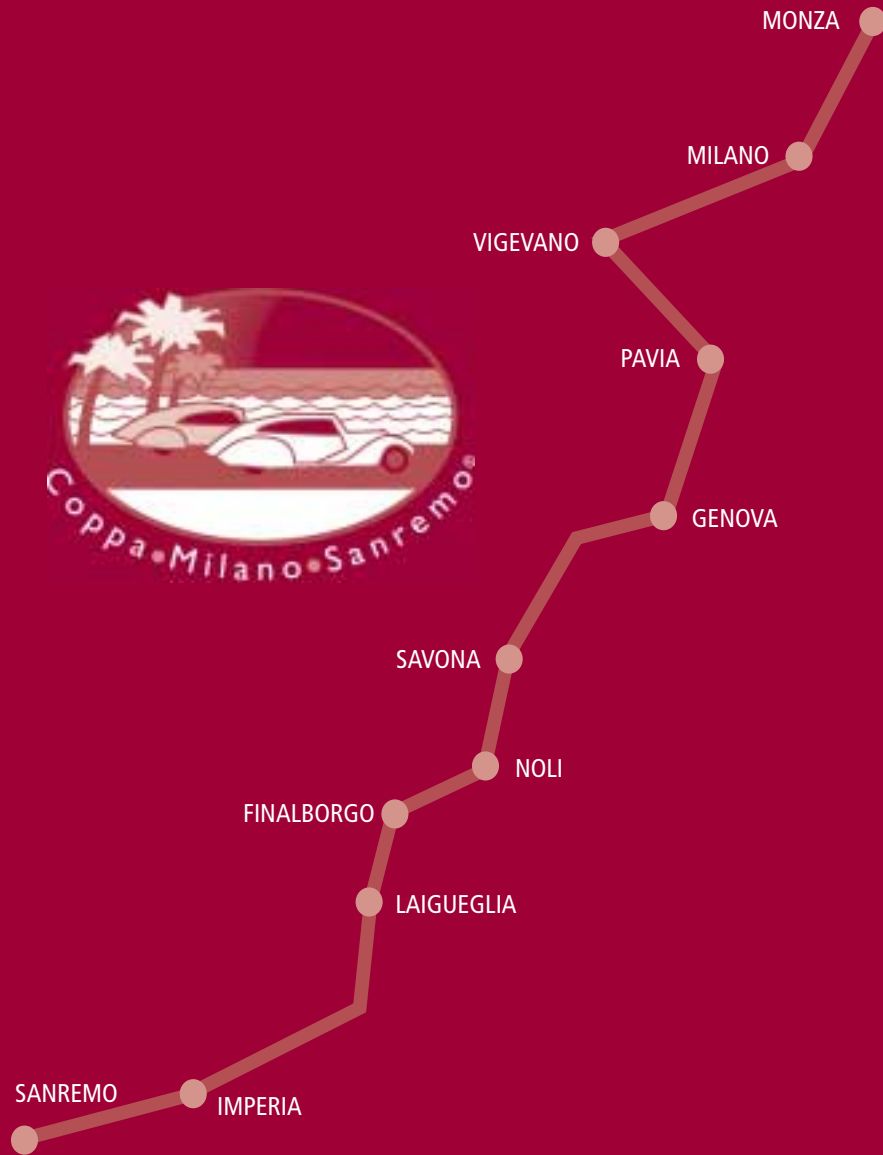 MONZA
MILANO
VIGEVANO
PAVIA
Coppa•Milano•Sanremo®
GENOVA
SAVONA
NOLI
FINALBORGO
LAIGUEGLIA
SANREMO
IMPERIA